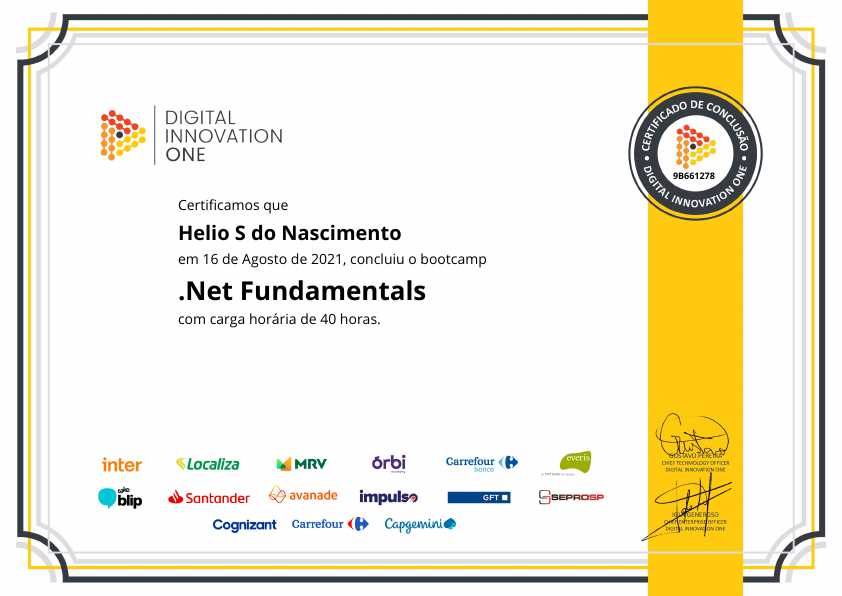 DIGITAL
INNOVATION
ONE
CERTIFICADO DE CONCLUSÃO
9B661278
DIGITAL INNOVATION ONE
Certificamos que
Helio S do Nascimento
em 16 de Agosto de 2021, concluiu o bootcamp
.Net Fundamentals
com carga horária de 40 horas.
GUSTAVO PEREIRA
CHIEF TECHNOLOGY OFFICER
DIGITAL INNOVATION ONE
inter
Localiza
MRV
órbi
Carrefour
banco
everis
take
blip
Santander
avanade
impulso
GFT
SEPROSP
GENEROSO
CHIEF ENTERPRISE OFFICER
DIGITAL INNOVATION ONE
Cognizant
Carrefour
Capgemini